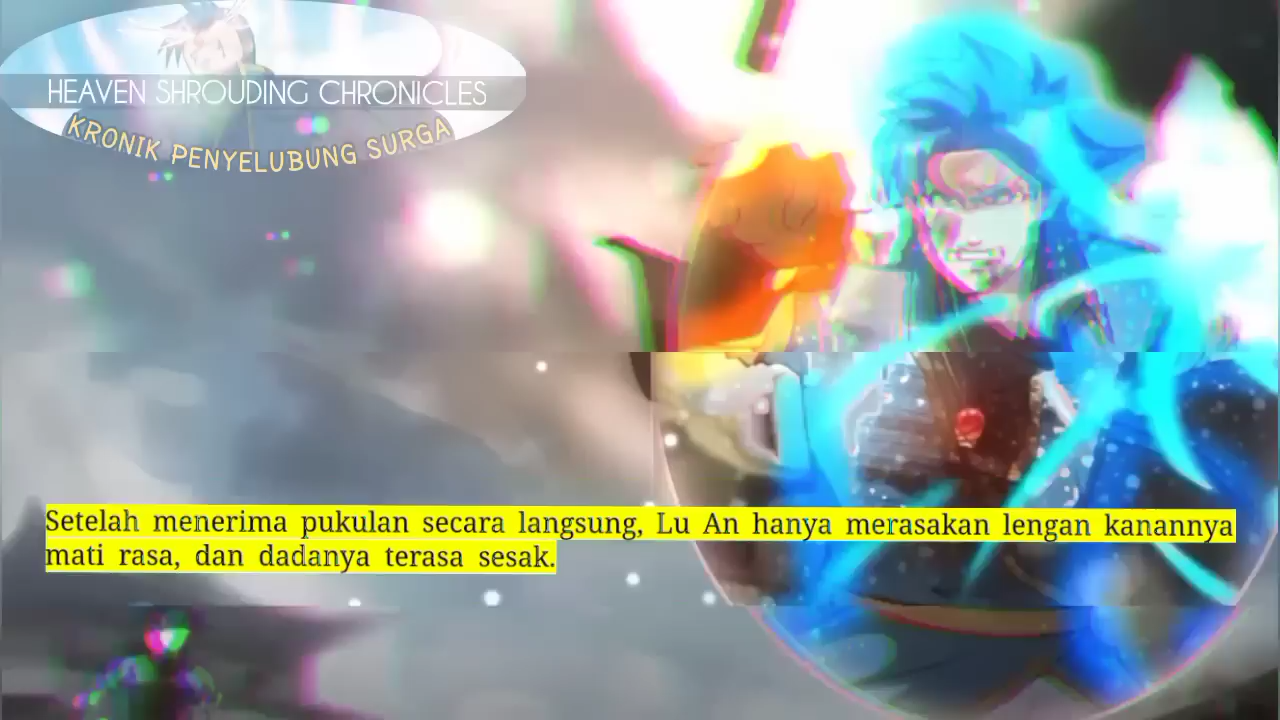 HEAVEN SHROUDING CHRONICLES
KRONIK PENYELUBUNG SURGA
Setelah menerima pukulan secara langsung, Lu An hanya merasakan lengan kanannya
mati rasa, dan dadanya terasa sesak.